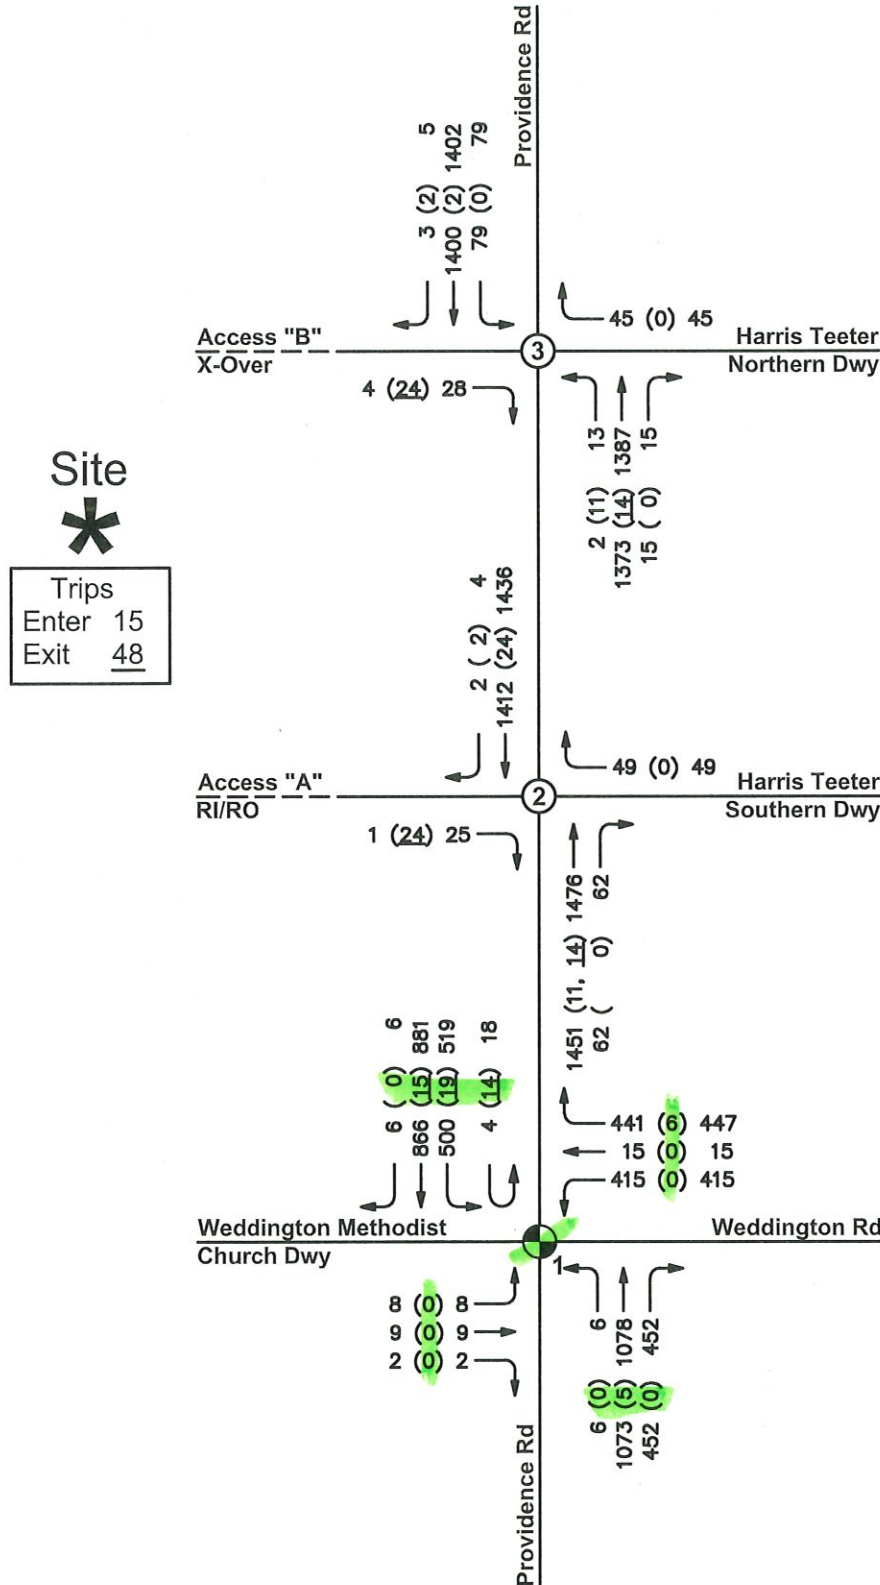 Providence Rd
5
1402
79
3 (2)
1400 (2)
79 (0)
45 (0) 45
Access "B"
X-Over
3
Harris Teeter
Northern Dwy
4 (24) 28
13
1387
15
2 (11)
1373 (14)
15 ( 0)
Site
Trips
Enter 15
Exit 48
4
1436
2 ( 2)
1412 (24)
49 (0) 49
Access "A"
RI/RO
2
Harris Teeter
Southern Dwy
1 (24) 25
1451 (11, 14) 1476
62 ( 0) 62
6 ( 0) 6
866 (15) 881
500 (19) 519
4 (14) 18
441 (6) 447
15 (0) 15
415 (0) 415
Weddington Methodist
Church Dwy
Weddington Rd
1
8 (0) 8
9 (0) 9
2 (0) 2
6 (0) 6
1073 (5) 1078
452 (0) 452
Providence Rd